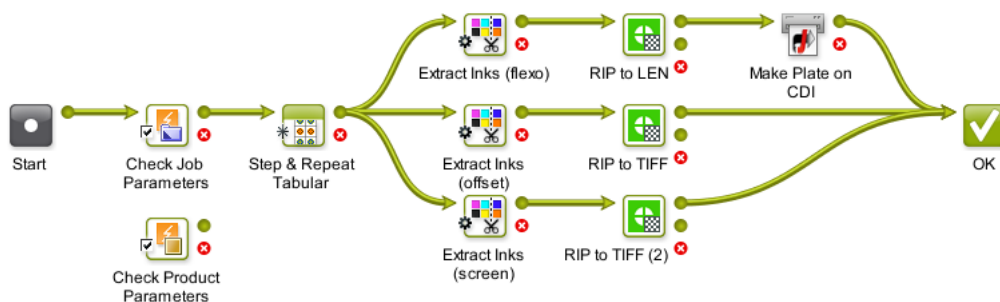 Extract Inks (flexo)
RIP to LEN
Make Plate on
CDI
Start
Check Job
Parameters
Step & Repeat
Tabular
Extract Inks
(offset)
RIP to TIFF
OK
Check Product
Parameters
Extract Inks
(screen)
RIP to TIFF (2)